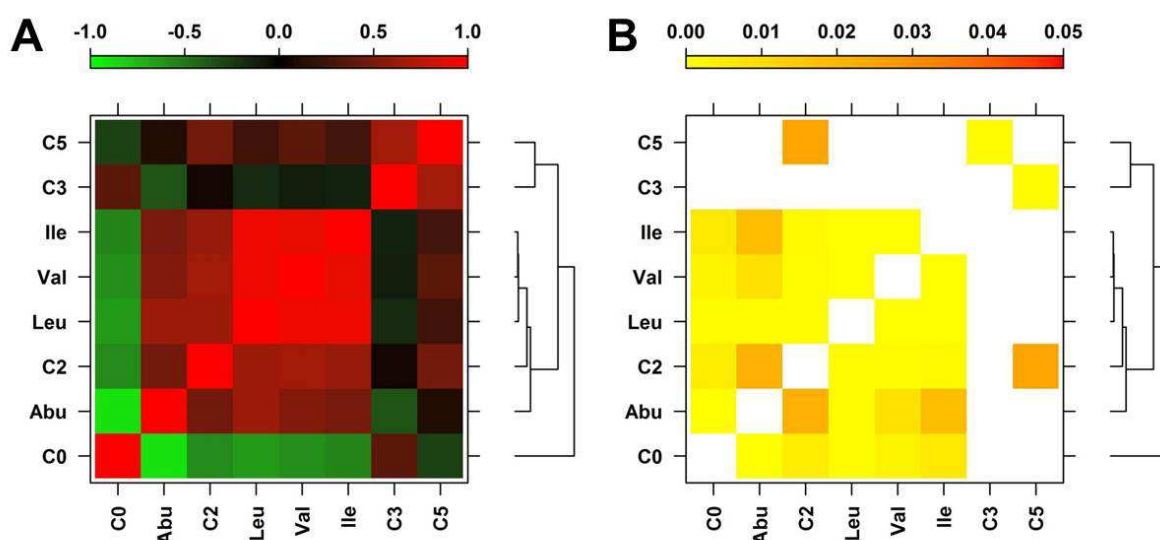 A
-1.0 -0.5 0.0 0.5 1.0
C5
C3
Ile
Val
Leu
C2
Abu
C0
C0 Abu C2 Leu Val Ile C3 C5
B
0.00 0.01 0.02 0.03 0.04 0.05
C5
C3
Ile
Val
Leu
C2
Abu
C0
C0 Abu C2 Leu Val Ile C3 C5